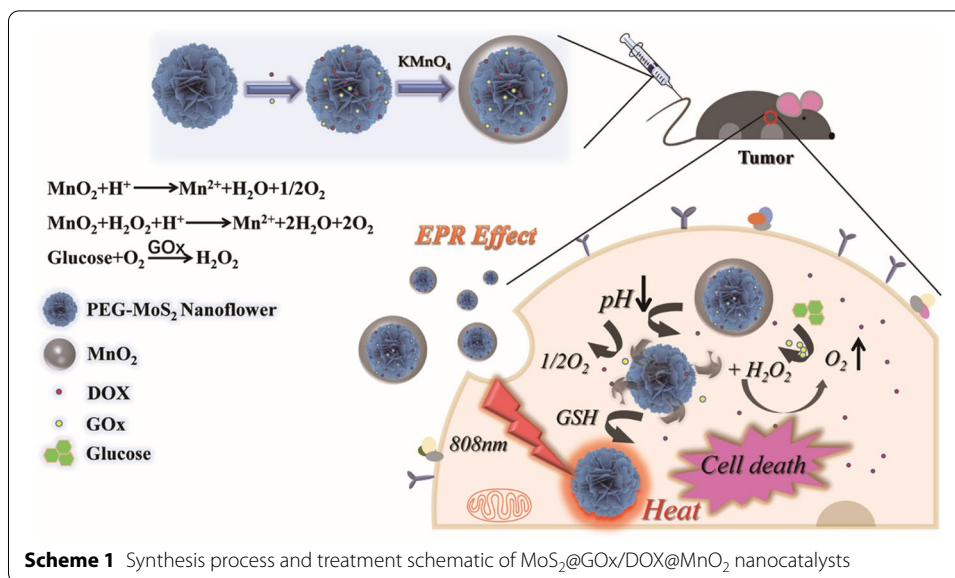 KMnO₄
Tumor
MnO₂+H⁺⟶Mn²⁺+H₂O+1/2O₂
MnO₂+H₂O₂+H⁺⟶Mn²⁺+2H₂O+2O₂
Glucose+O₂ GOx⟶ H₂O₂
PEG-MoS₂ Nanoflower
MnO₂
DOX
GOx
Glucose
EPR Effect
pH
1/2O₂
+ H₂O₂
O₂
GSH
808nm
Cell death
Heat
Scheme 1 Synthesis process and treatment schematic of MoS₂@GOx/DOX@MnO₂ nanocatalysts